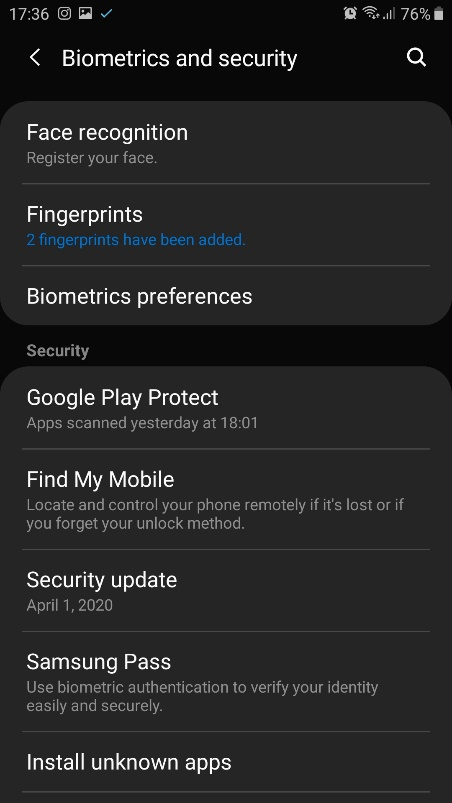 17:36 76%
Biometrics and security
Face recognition
Register your face.
Fingerprints
2 fingerprints have been added.
Biometrics preferences
Security
Google Play Protect
Apps scanned yesterday at 18:01
Find My Mobile
Locate and control your phone remotely if it's lost or if
you forget your unlock method.
Security update
April 1, 2020
Samsung Pass
Use biometric authentication to verify your identity
easily and securely.
Install unknown apps